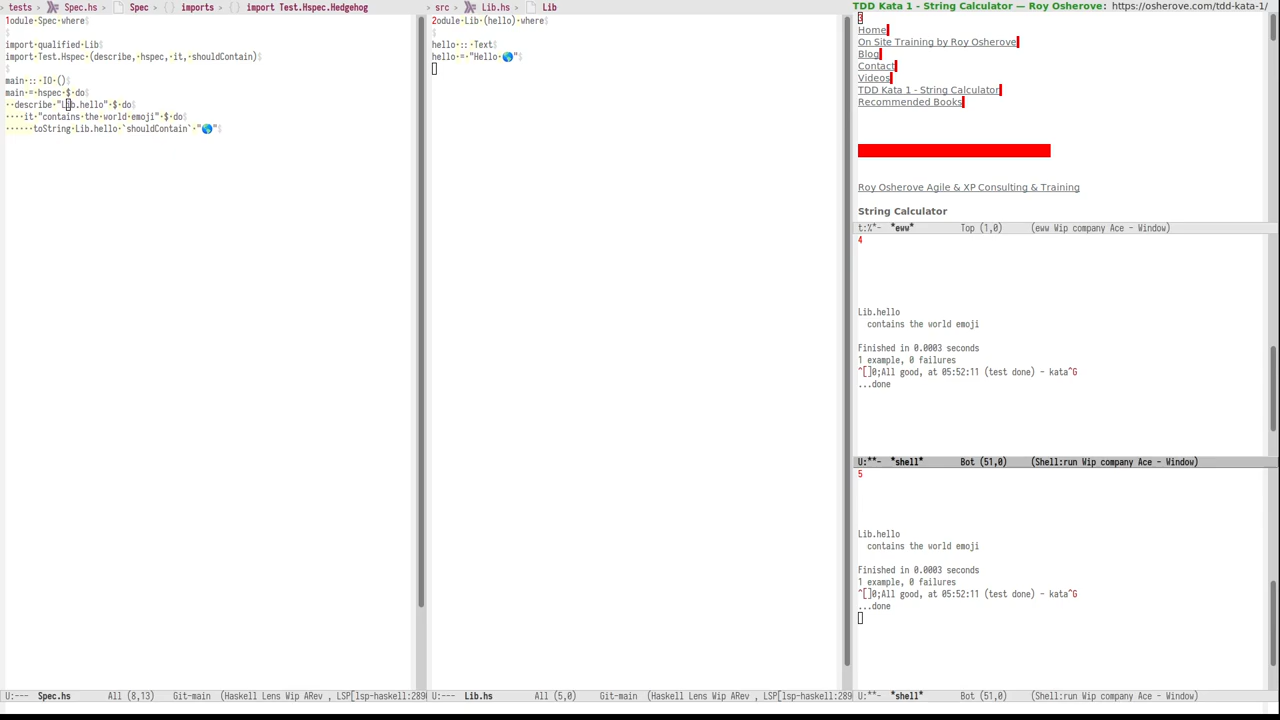 tests › Spec.hs › Spec › imports › import Test.Hspec.Hedgehog
1odule·Spec·where
import·qualified·Lib
import·Test.Hspec·(describe,·hspec,·it,·shouldContain)
main·::·IO·()
main·=·hspec·$·do
··describe·"Lib.hello"·$·do
····it·"contains·the·world·emoji"·$·do
······toString·Lib.hello·`shouldContain`·"🌎"
U:--- Spec.hs All (8,13) Git-main (Haskell Lens Wip ARev , LSP[lsp-haskell:289
› src › Lib.hs › Lib
2odule·Lib·(hello)·where
hello·::·Text
hello·=·"Hello·🌎"
U:--- Lib.hs All (5,0) Git-main (Haskell Lens Wip ARev , LSP[lsp-haskell:289
TDD Kata 1 - String Calculator — Roy Osherove: https://osherove.com/tdd-kata-1/
3
Home
On Site Training by Roy Osherove
Blog
Contact
Videos
TDD Kata 1 - String Calculator
Recommended Books
Roy Osherove Agile & XP Consulting & Training
String Calculator
t:%*- *eww* Top (1,0) (eww Wip company Ace - Window)
4
Lib.hello
contains the world emoji
Finished in 0.0003 seconds
1 example, 0 failures
^[]0;All good, at 05:52:11 (test done) - kata^G
...done
U:**- *shell* Bot (51,0) (Shell:run Wip company Ace - Window)
5
Lib.hello
contains the world emoji
Finished in 0.0003 seconds
1 example, 0 failures
^[]0;All good, at 05:52:11 (test done) - kata^G
...done
U:**- *shell* Bot (51,0) (Shell:run Wip company Ace - Window)